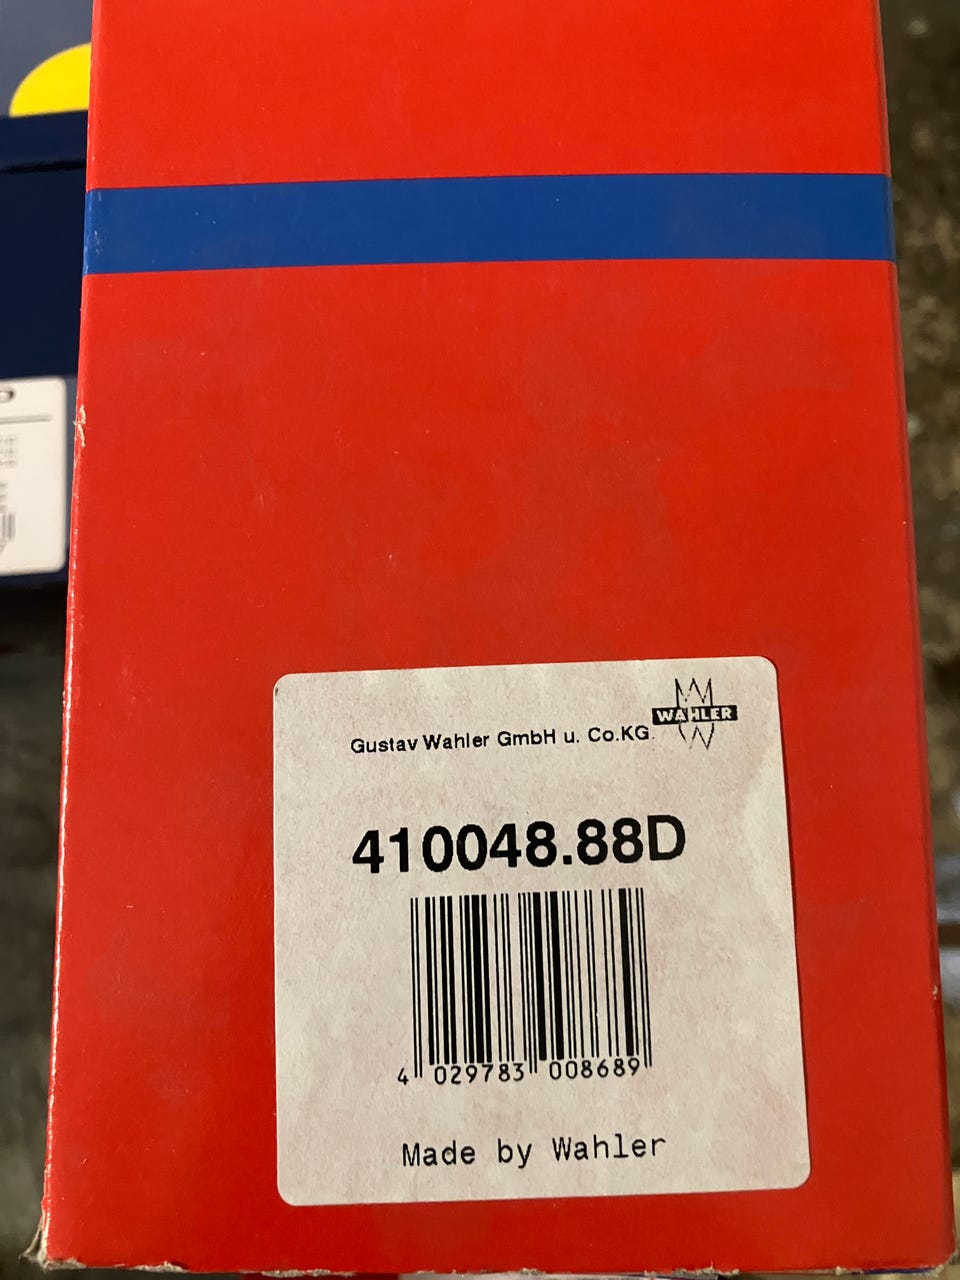 WAHLER
Gustav Wahler GmbH u. Co.KG.
410048.88D
4 029783 008689
Made by Wahler